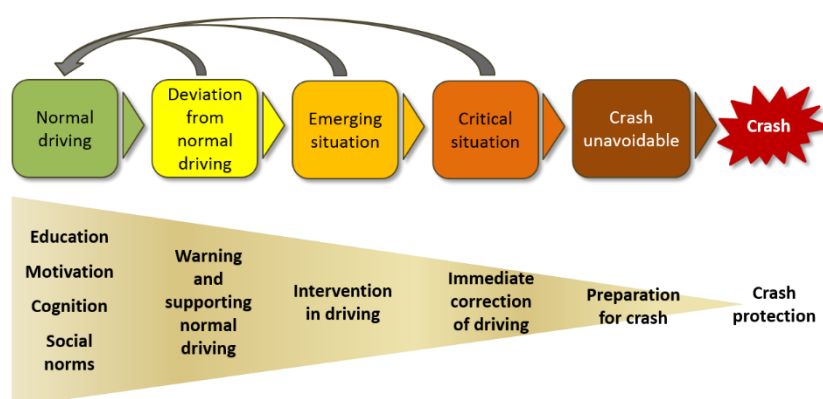 Normal
driving
Deviation
from
normal
driving
Emerging
situation
Critical
situation
Crash
unavoidable
Crash
Education
Motivation
Cognition
Social
norms
Warning
and
supporting
normal
driving
Intervention
in driving
Immediate
correction
of driving
Preparation
for crash
Crash
protection